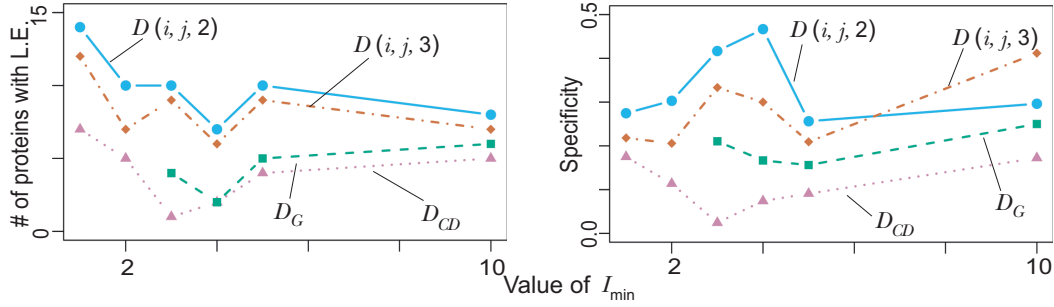 # of proteins with L.E.
15
0
D (i, j, 2)
D (i, j, 3)
D_G
D_CD
2
10
Specificity
0.5
0.0
D (i, j, 2)
D (i, j, 3)
D_G
D_CD
2
10
Value of I_min